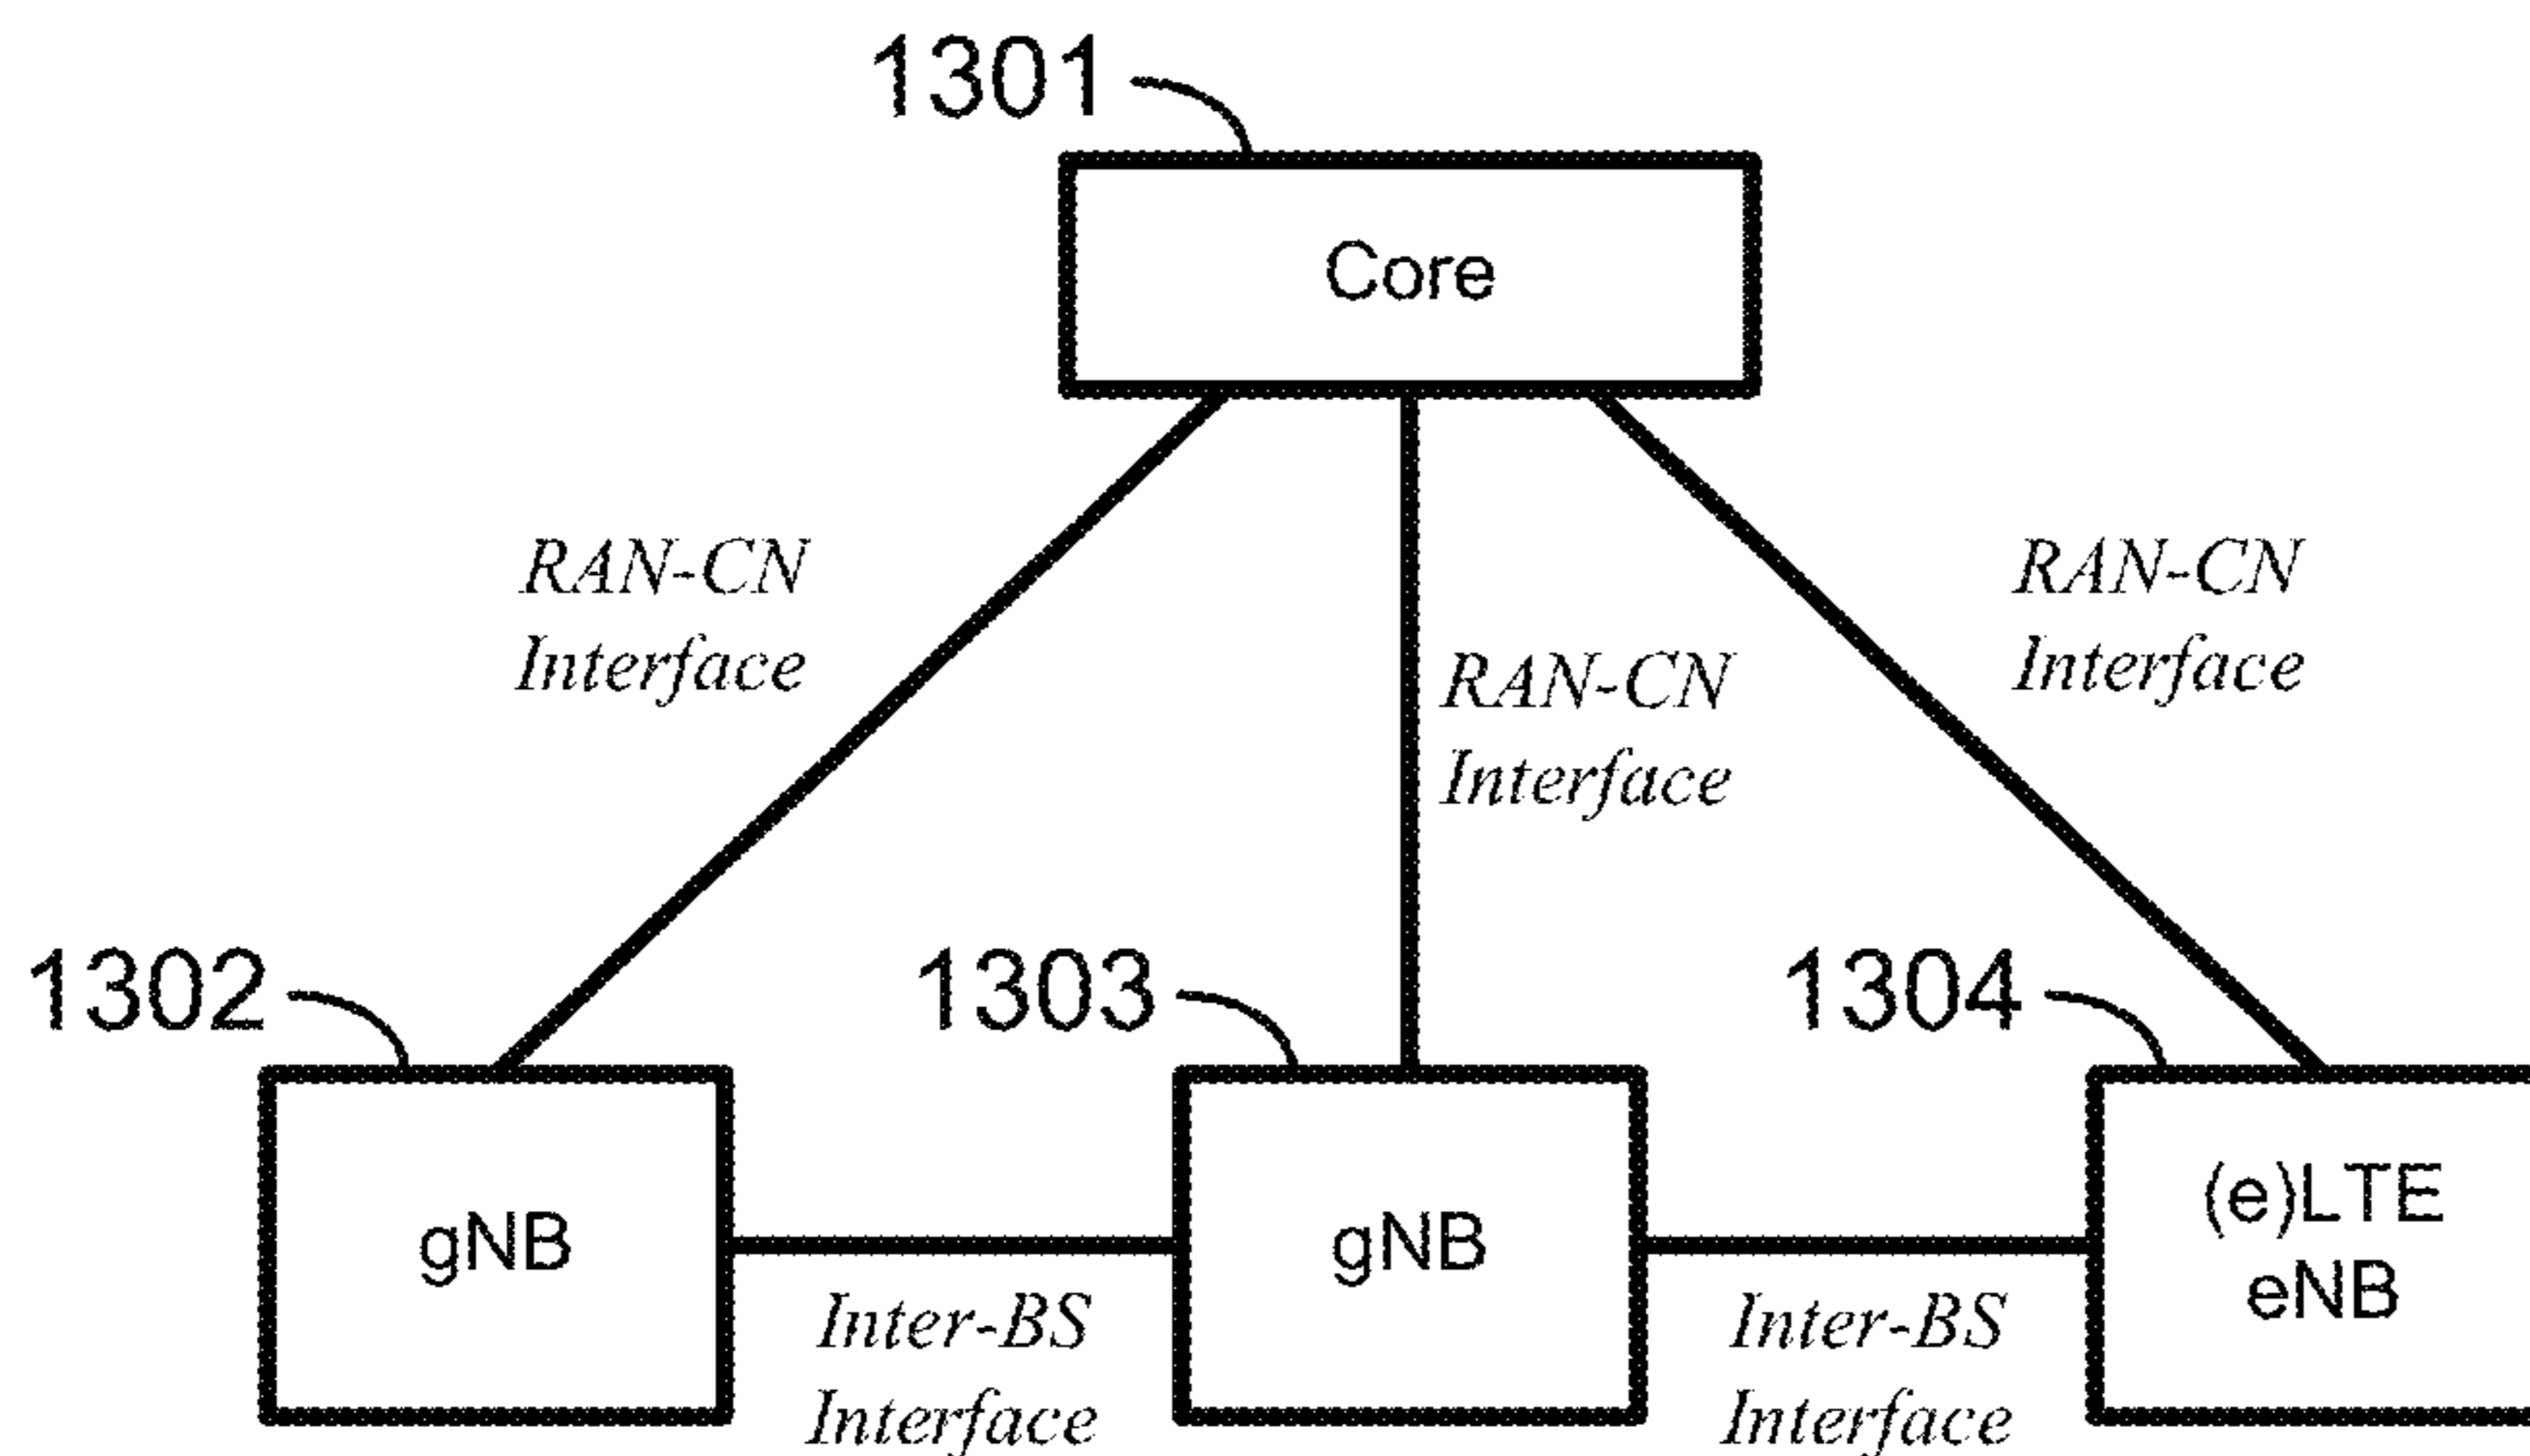 1301
Core
RAN-CN
Interface
RAN-CN
Interface
RAN-CN
Interface
1302
1303
1304
gNB
gNB
(e)LTE
eNB
Inter-BS
Interface
Inter-BS
Interface